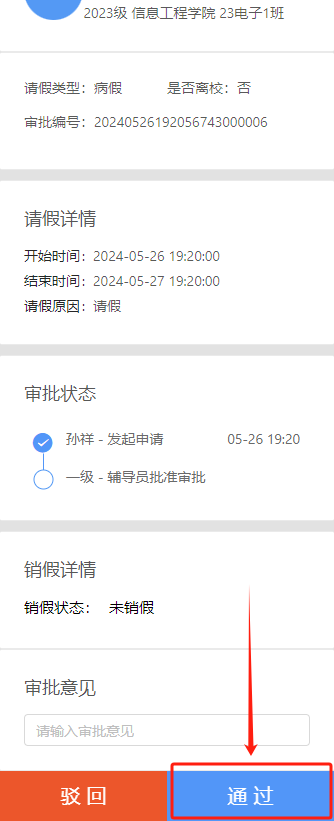 2023级 信息工程学院 23电子1班
请假类型：病假 是否离校：否
审批编号：20240526192056743000006
请假详情
开始时间：2024-05-26 19:20:00
结束时间：2024-05-27 19:20:00
请假原因：请假
审批状态
孙祥 - 发起申请 05-26 19:20
一级 - 辅导员批准审批
销假详情
销假状态： 未销假
审批意见
请输入审批意见
驳回 通过